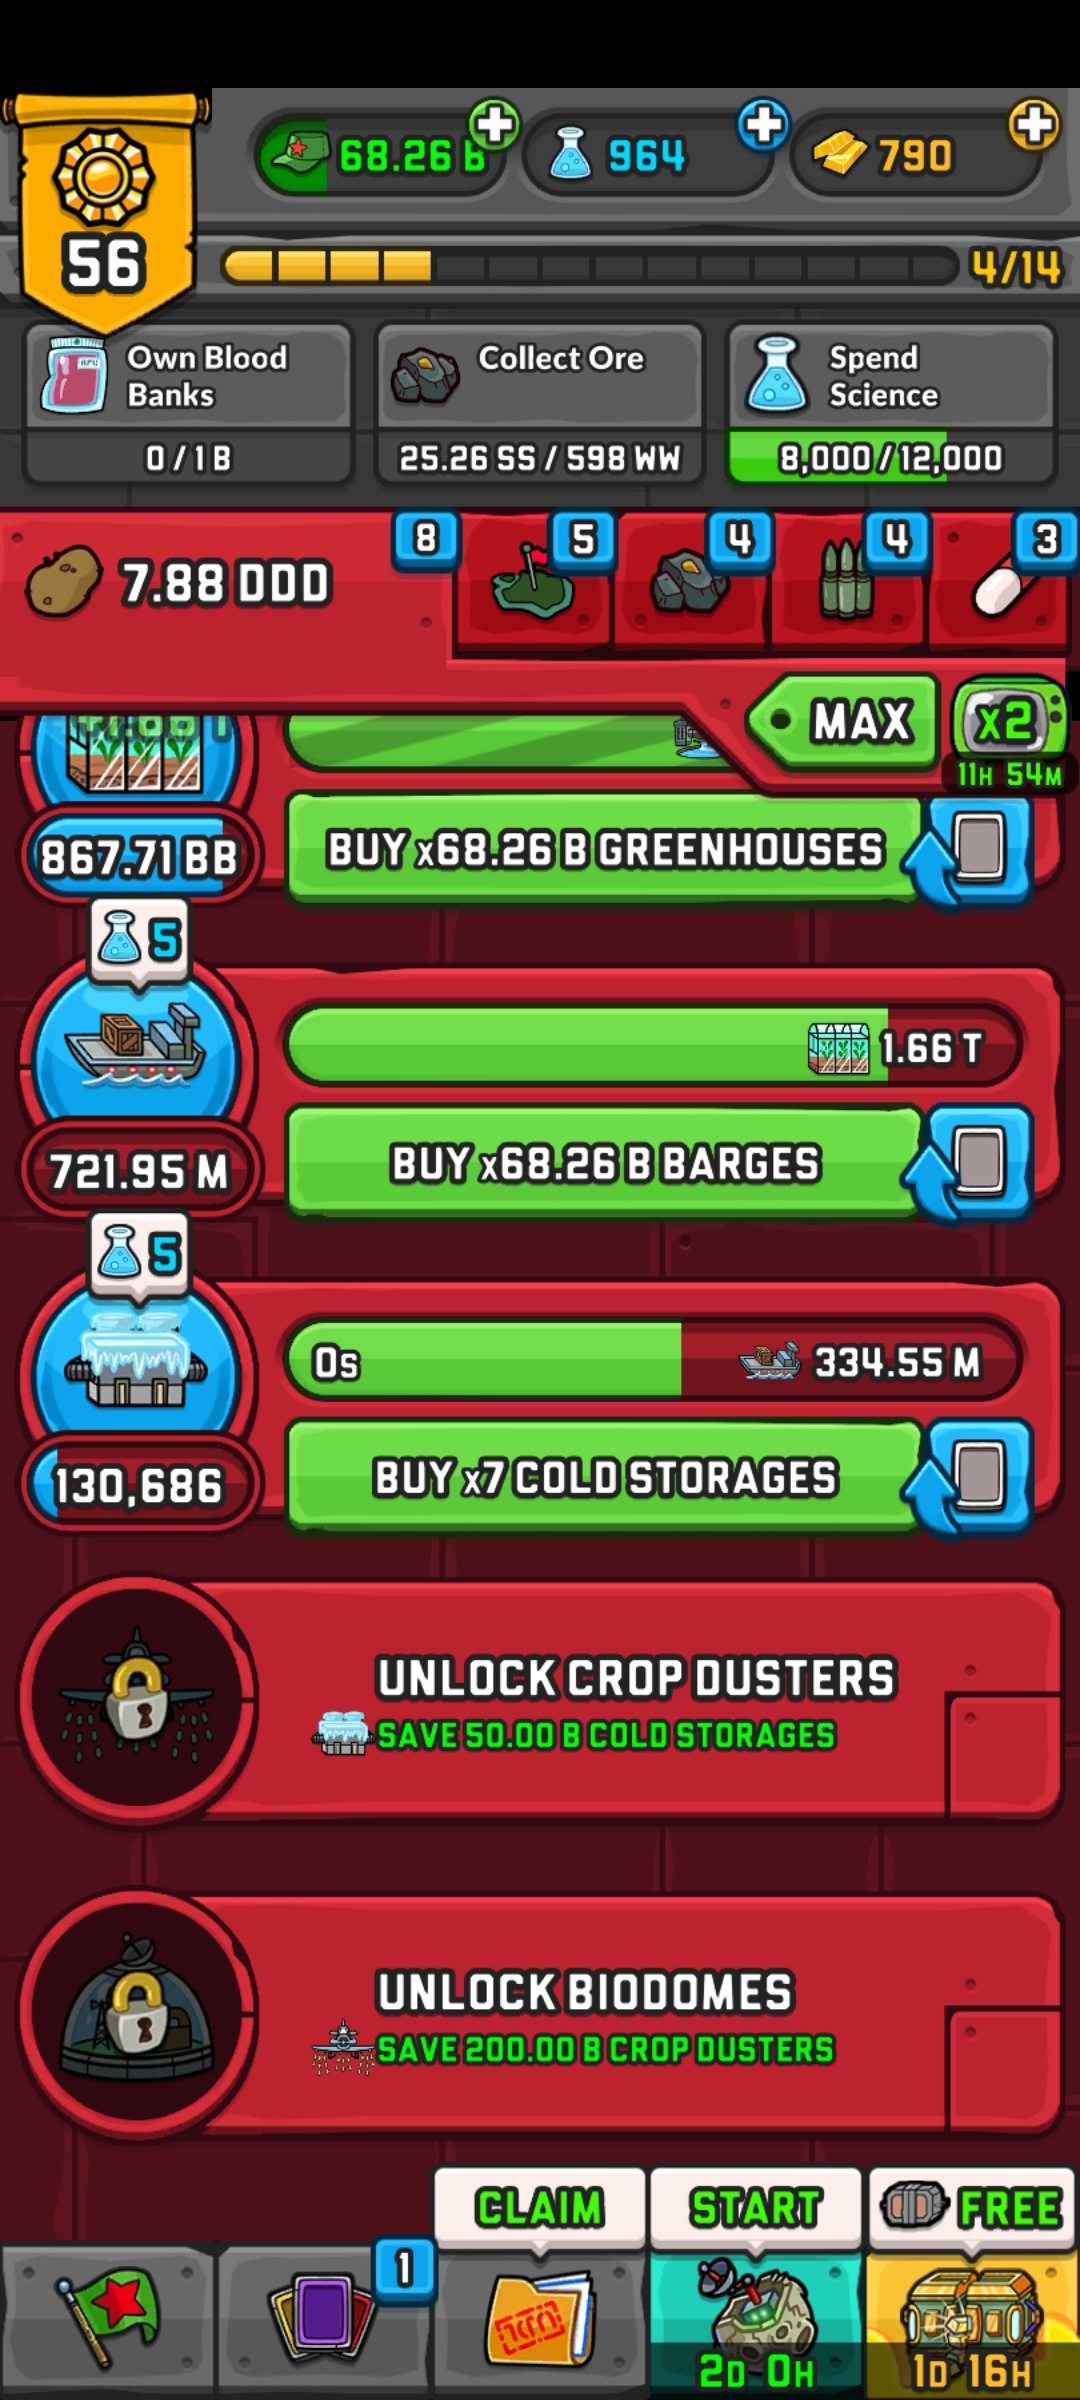 68.26 B
964
790
56
4/14
Own Blood
Banks
0 / 1 B
Collect Ore
25.26 SS / 598 WW
Spend
Science
8,000 / 12,000
7.88 DDD
8
5
4
4
3
MAX
x2
11H 54M
867.71 BB
BUY x68.26 B GREENHOUSES
5
1.66 T
721.95 M
BUY x68.26 B BARGES
5
0s
334.55 M
130,686
BUY x7 COLD STORAGES
UNLOCK CROP DUSTERS
SAVE 50.00 B COLD STORAGES
UNLOCK BIODOMES
SAVE 200.00 B CROP DUSTERS
CLAIM
START
FREE
1
2D 0H
1D 16H